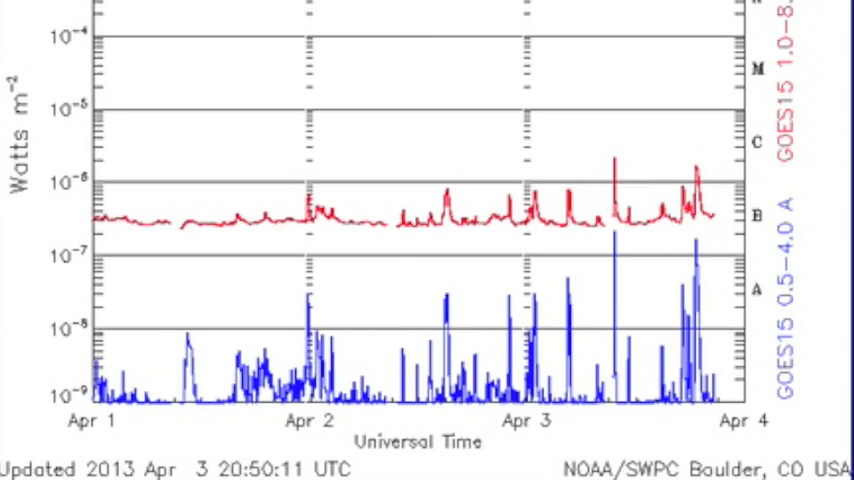 10⁻⁴
M
10⁻⁵
C
10⁻⁶
B
10⁻⁷
A
10⁻⁸
10⁻⁹
Watts m⁻²
GOES15 1.0-8.
GOES15 0.5-4.0 A
Apr 1 Apr 2 Apr 3 Apr 4
Universal Time
Updated 2013 Apr 3 20:50:11 UTC NOAA/SWPC Boulder, CO USA